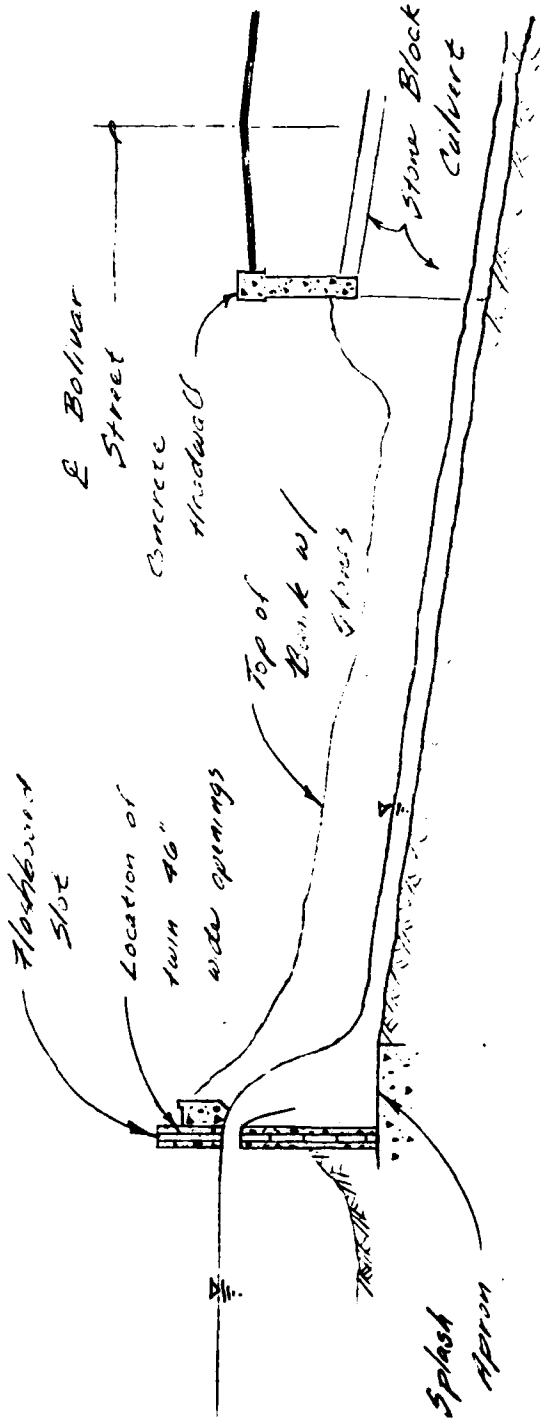 Flashboard
Slot
Location of
twin 46"
wide openings
Top of
Bank w/
Stones
℄ Bolivar
Street
Concrete
Headwall
Stone Block
Culvert
Splash
Apron